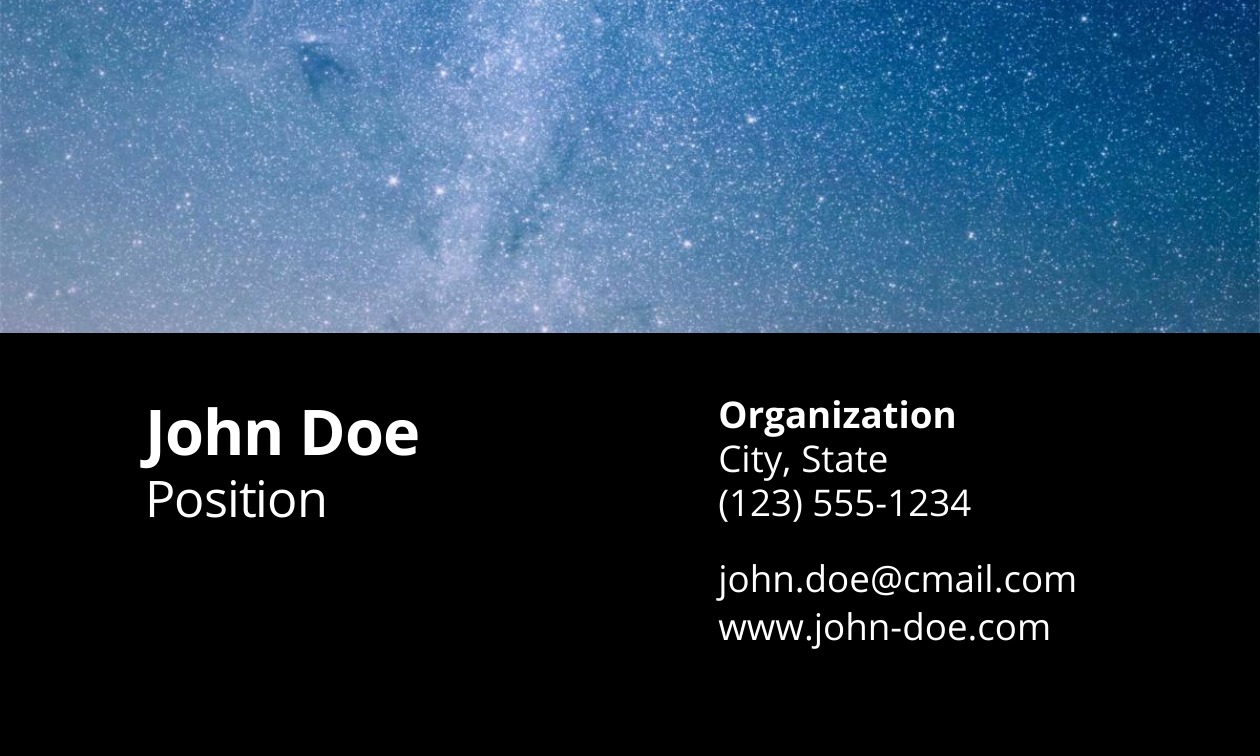 John Doe
Position
Organization
City, State
(123) 555-1234
john.doe@cmail.com
www.john-doe.com